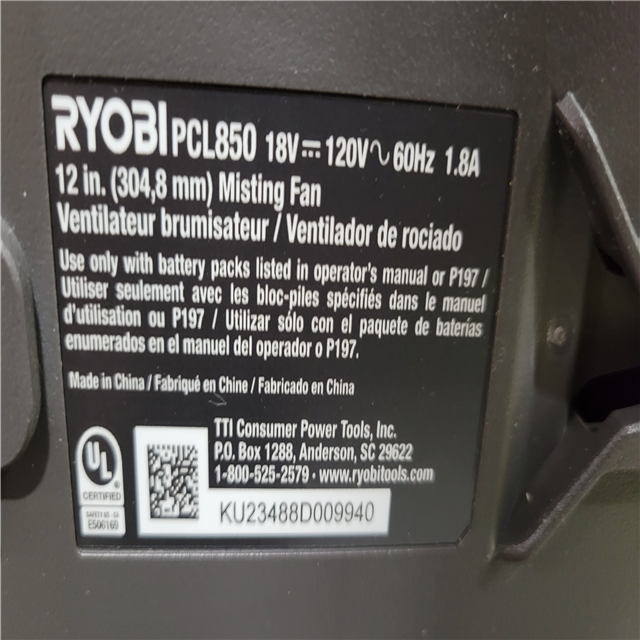 RYOBI PCL850 18V⎓120V∿60Hz 1.8A
12 in. (304,8 mm) Misting Fan
Ventilateur brumisateur / Ventilador de rociado
Use only with battery packs listed in operator's manual or P197 /
Utiliser seulement avec les bloc-piles spécifiés dans le manuel
d'utilisation ou P197 / Utilizar sólo con el paquete de baterías
enumerados en el manuel del operador o P197.
Made in China / Fabriqué en Chine / Fabricado en China
TTI Consumer Power Tools, Inc.
P.O. Box 1288, Anderson, SC 29622
1-800-525-2579 · www.ryobitools.com
UL
CERTIFIED
SAFETY US - CA
E506169
KU23488D009940